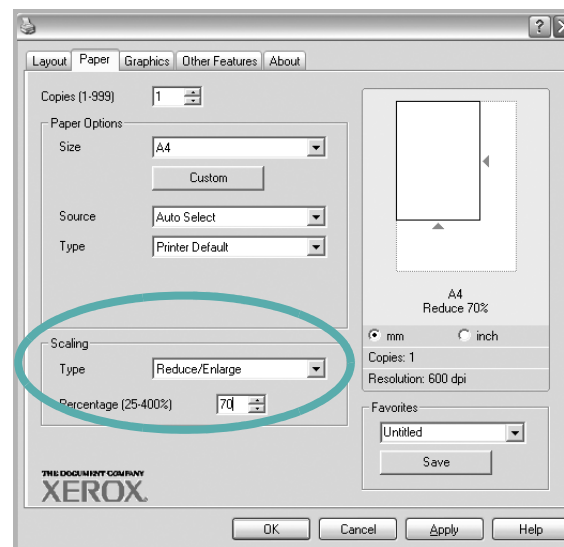 Layout Paper Graphics Other Features About
Copies (1-999) 1
Paper Options
Size A4
Custom
Source Auto Select
Type Printer Default
Scaling
Type Reduce/Enlarge
Percentage (25-400%) 70
THE DOCUMENT COMPANY
XEROX.
A4
Reduce 70%
mm inch
Copies: 1
Resolution: 600 dpi
Favorites
Untitled
Save
OK Cancel Apply Help